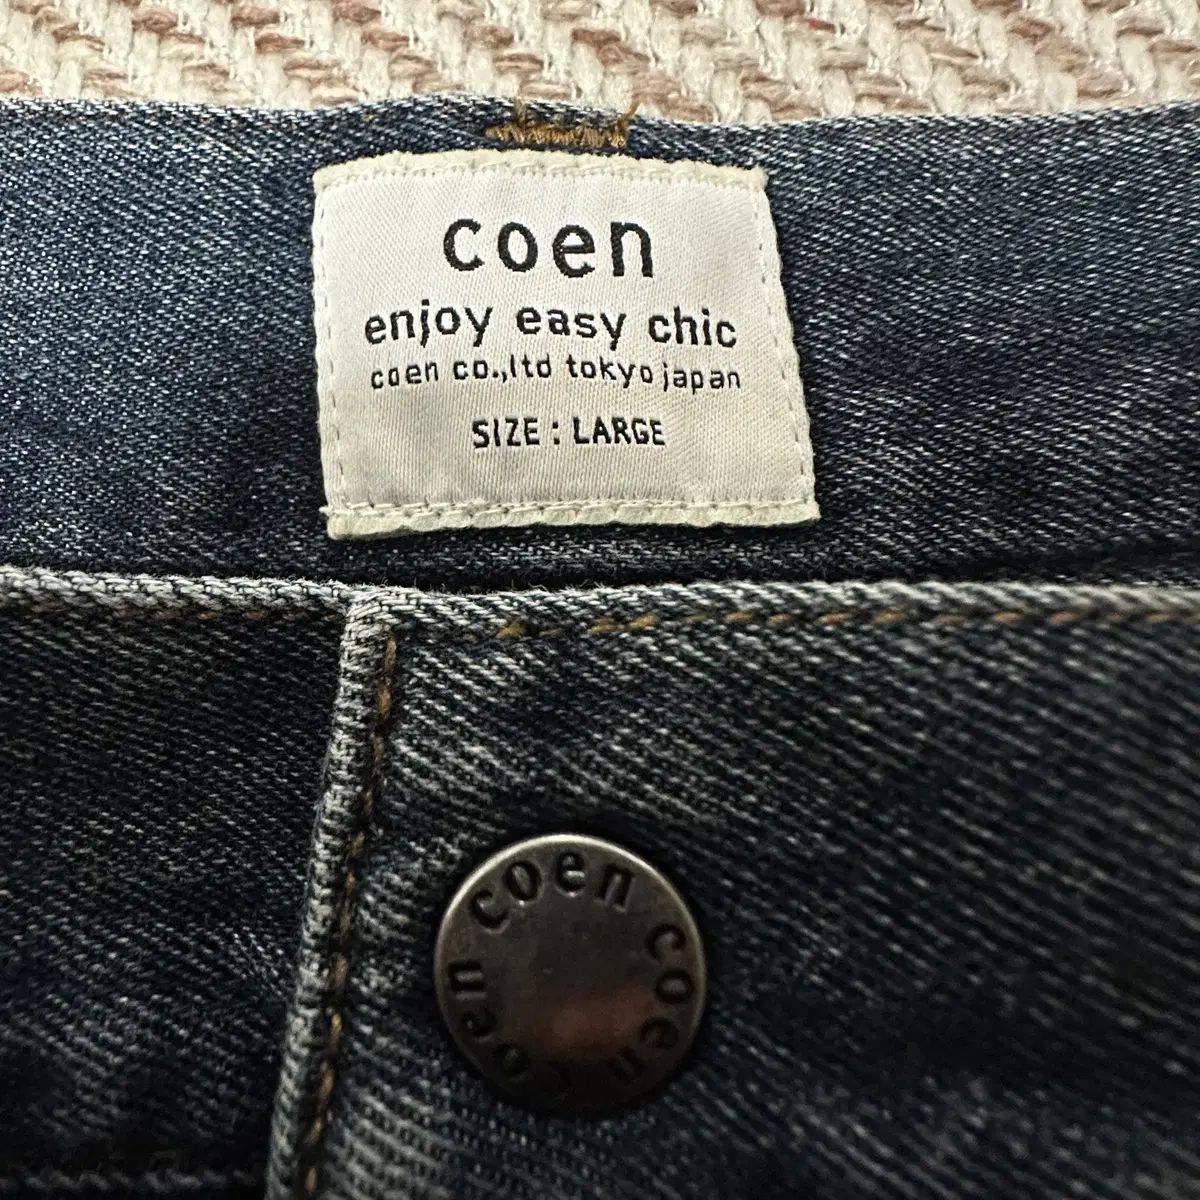 coen
enjoy easy chic
coen co.,ltd tokyo japan
SIZE : LARGE
coen coen coen